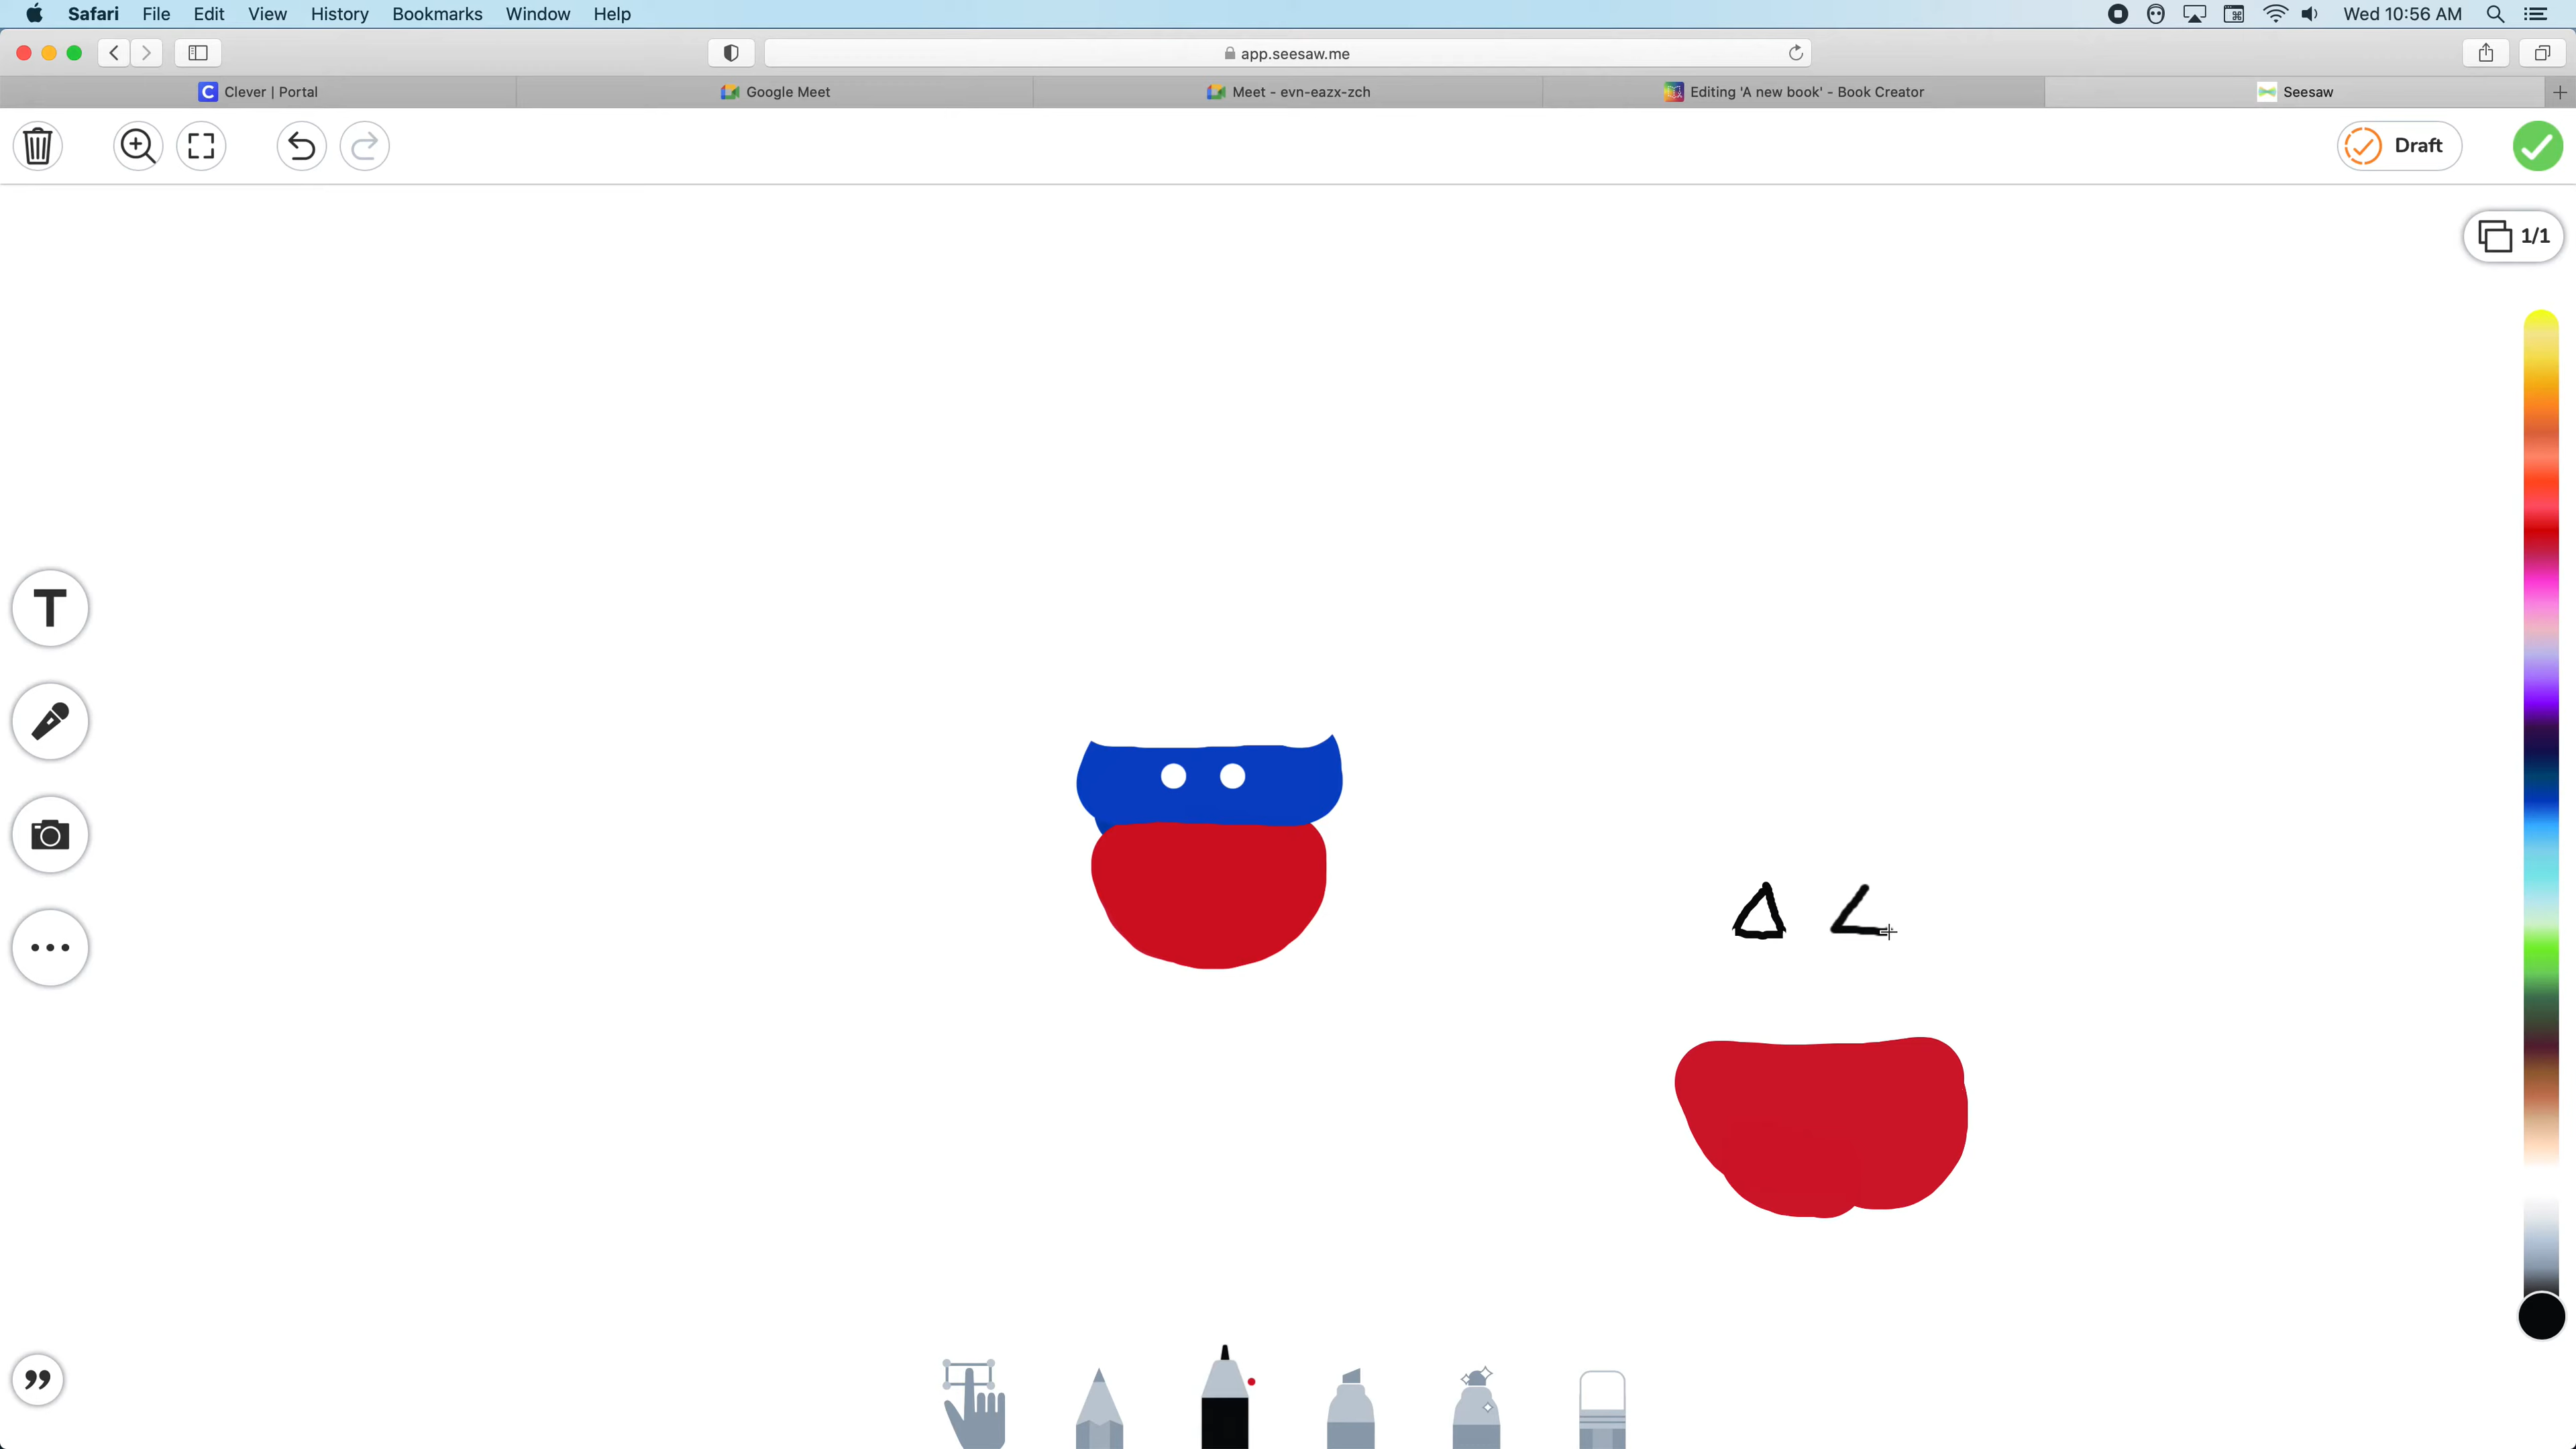 Safari File Edit View History Bookmarks Window Help Wed 10:56 AM
app.seesaw.me
Clever | Portal Google Meet Meet - evn-eazx-zch Editing 'A new book' - Book Creator Seesaw
Draft
1/1
T